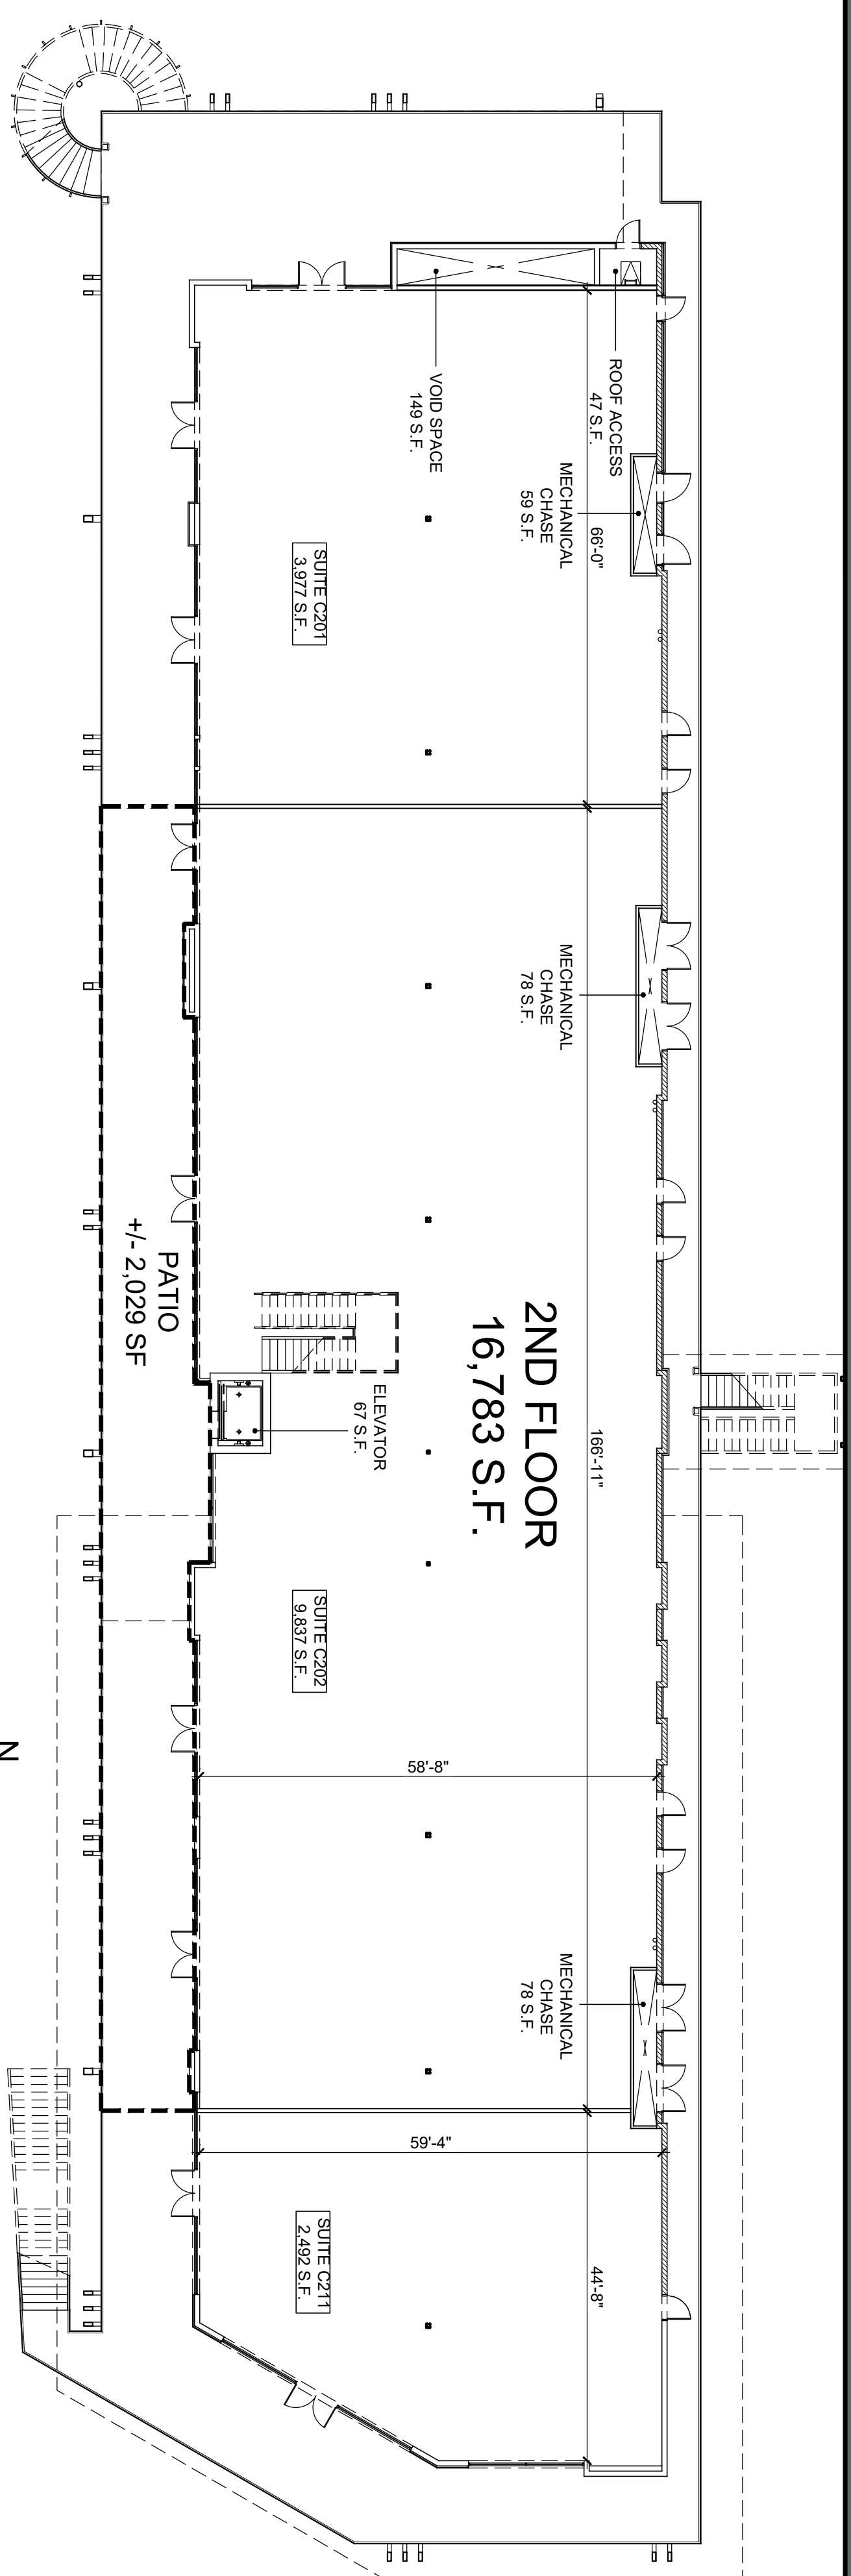 ROOF ACCESS
47 S.F.
VOID SPACE
149 S.F.
MECHANICAL
CHASE
59 S.F.
66'-0"
SUITE C201
3,977 S.F.
MECHANICAL
CHASE
78 S.F.
2ND FLOOR
16,783 S.F.
PATIO
+/- 2,029 SF
ELEVATOR
67 S.F.
166'-11"
SUITE C202
9,837 S.F.
58'-8"
MECHANICAL
CHASE
78 S.F.
59'-4"
SUITE C211
2,492 S.F.
44'-8"
N